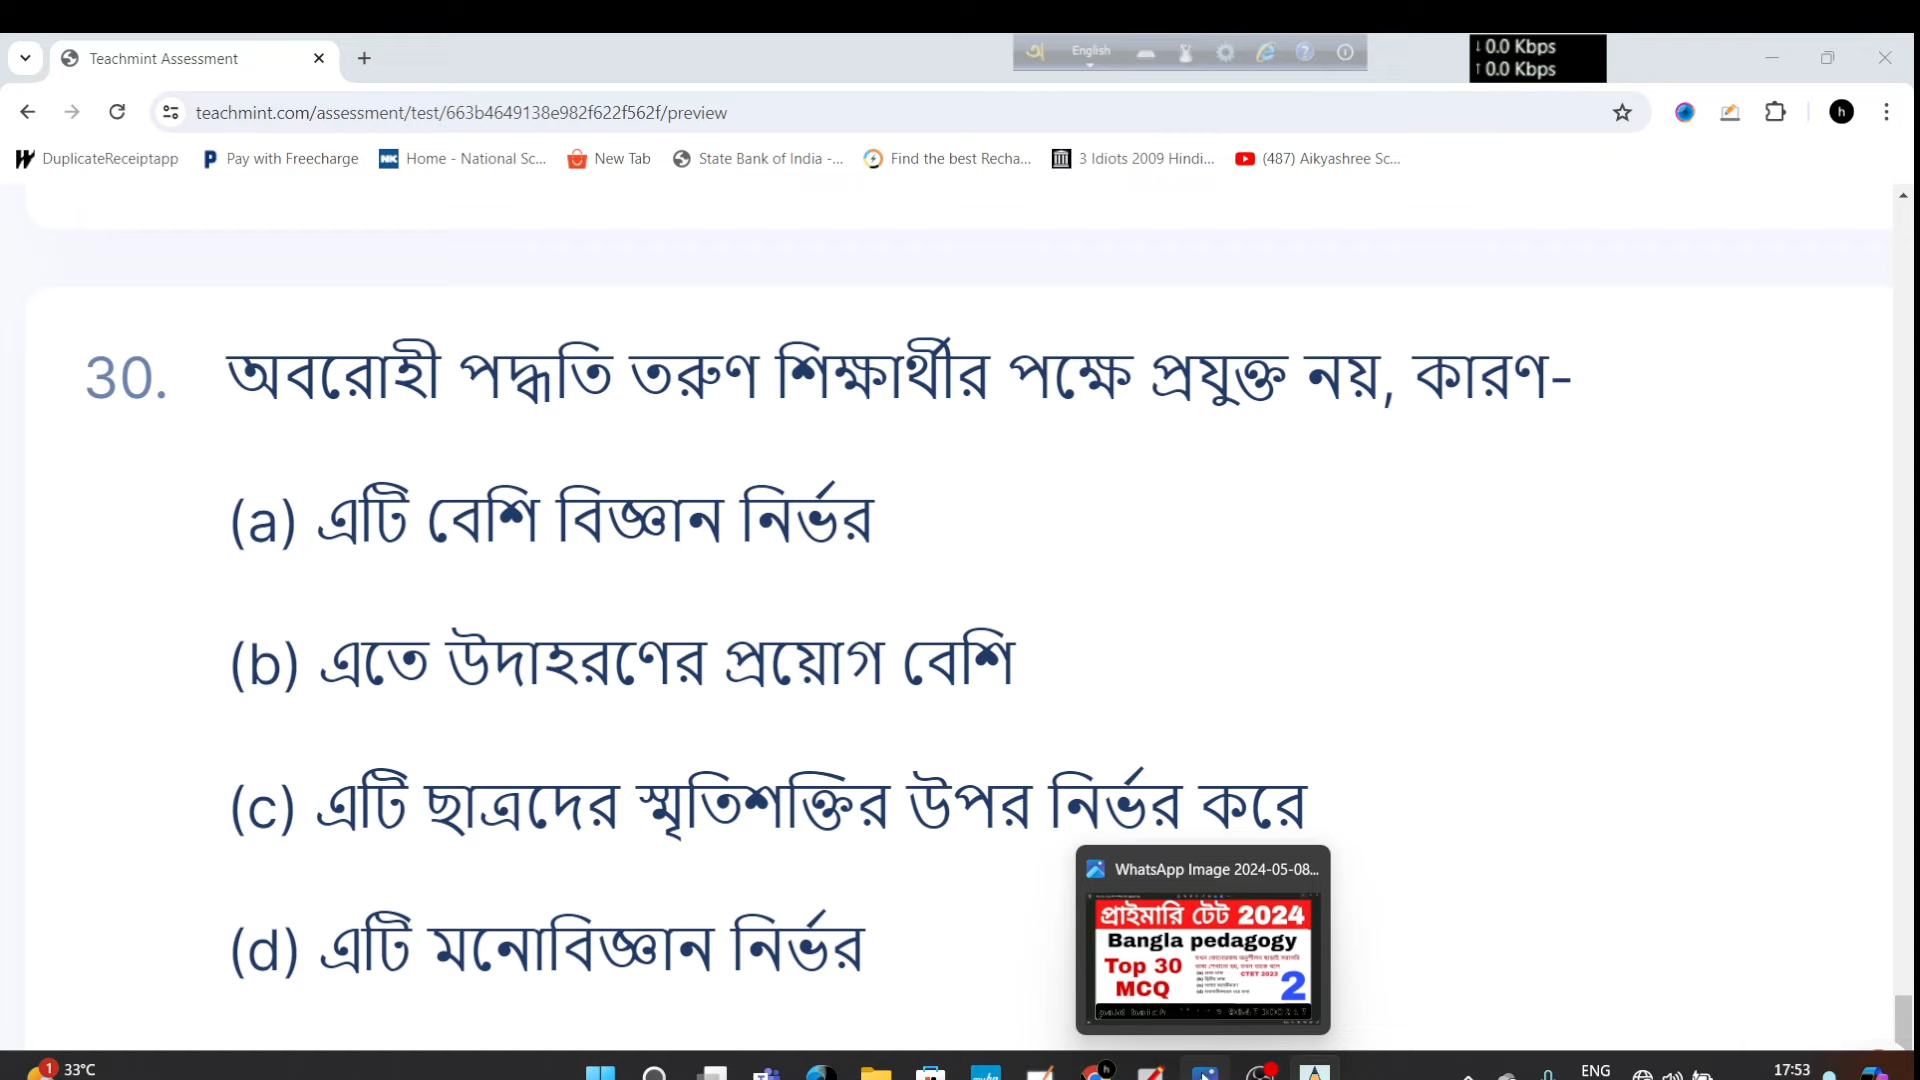 Teachmint Assessment
English
↓ 0.0 Kbps
↑ 0.0 Kbps
teachmint.com/assessment/test/663b4649138e982f622f562f/preview
h
DuplicateReceiptapp
Pay with Freecharge
NK Home - National Sc...
New Tab
State Bank of India -...
Find the best Recha...
3 Idiots 2009 Hindi...
(487) Aikyashree Sc...
30. অবরোহী পদ্ধতি তরুণ শিক্ষার্থীর পক্ষে প্রযুক্ত নয়, কারণ-
(a) এটি বেশি বিজ্ঞান নির্ভর
(b) এতে উদাহরণের প্রয়োগ বেশি
(c) এটি ছাত্রদের স্মৃতিশক্তির উপর নির্ভর করে
(d) এটি মনোবিজ্ঞান নির্ভর
WhatsApp Image 2024-05-08...
প্রাইমারি টেট 2024
Bangla pedagogy
Top 30
MCQ
CTET 2023
2
1 33°C
ENG
17:53